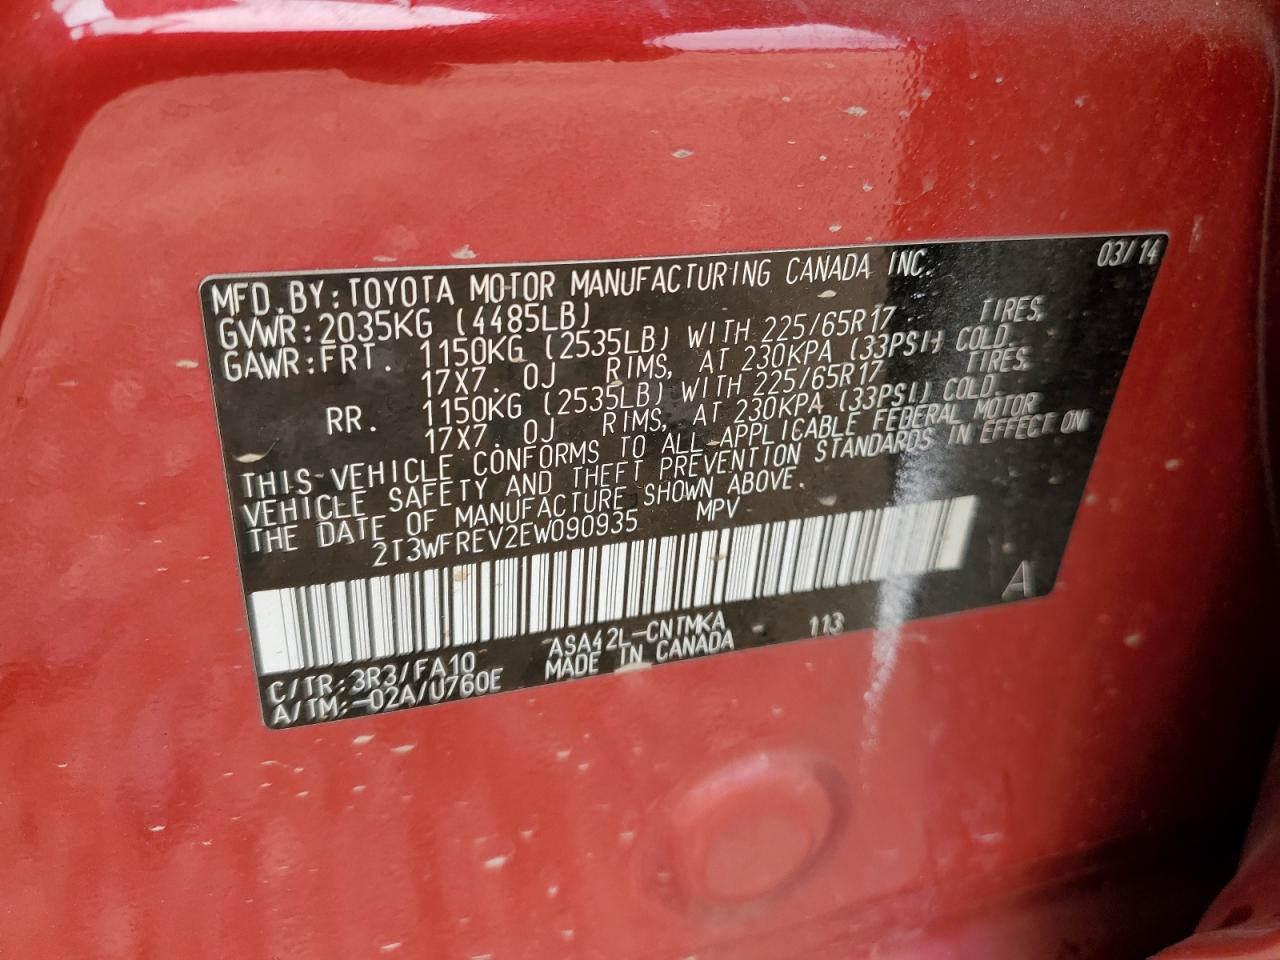 MFD.BY:TOYOTA MOTOR MANUFACTURING CANADA INC. 03/14
GVWR:2035KG (4485LB)
GAWR:FRT. 1150KG (2535LB) WITH 225/65R17 TIRES,
17X7.0J RIMS, AT 230KPA (33PSI) COLD.
RR. 1150KG (2535LB) WITH 225/65R17 TIRES,
17X7.0J RIMS, AT 230KPA (33PSI) COLD.
THIS VEHICLE CONFORMS TO ALL APPLICABLE FEDERAL MOTOR
VEHICLE SAFETY AND THEFT PREVENTION STANDARDS IN EFFECT ON
THE DATE OF MANUFACTURE SHOWN ABOVE.
2T3WFREV2EW090935 MPV
A
C/TR:3R3/FA10 ASA42L-CNTMKA 113
A/TM:-02A/U760E MADE IN CANADA